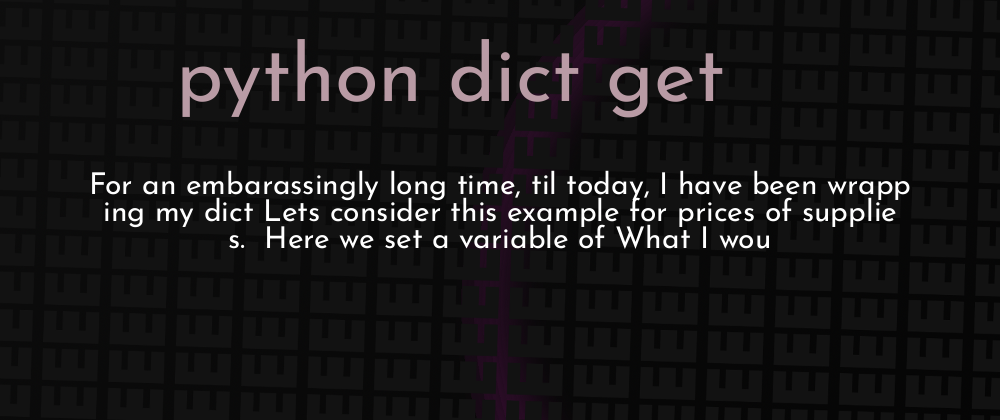 python dict get
For an embarassingly long time, til today, I have been wrapp
ing my dict Lets consider this example for prices of supplie
s.  Here we set a variable of What I wou